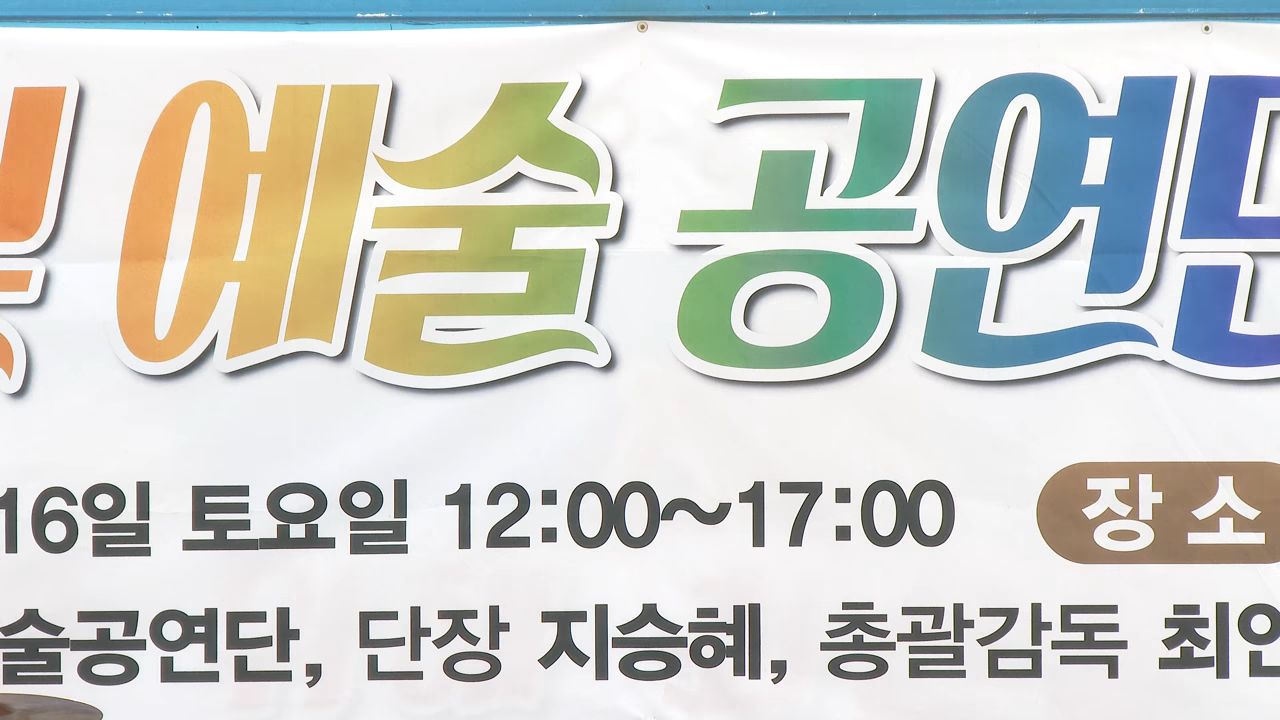 예술 공연단
16일 토요일 12:00~17:00 장 소
술공연단, 단장 지승혜, 총괄감독 최